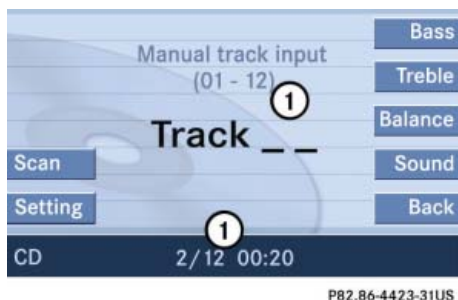 Bass
Manual track input
(01 - 12)
1
Treble
Track _ _
Balance
Scan
Sound
Setting
Back
1
CD
2/12 00:20
P82.86-4423-31US